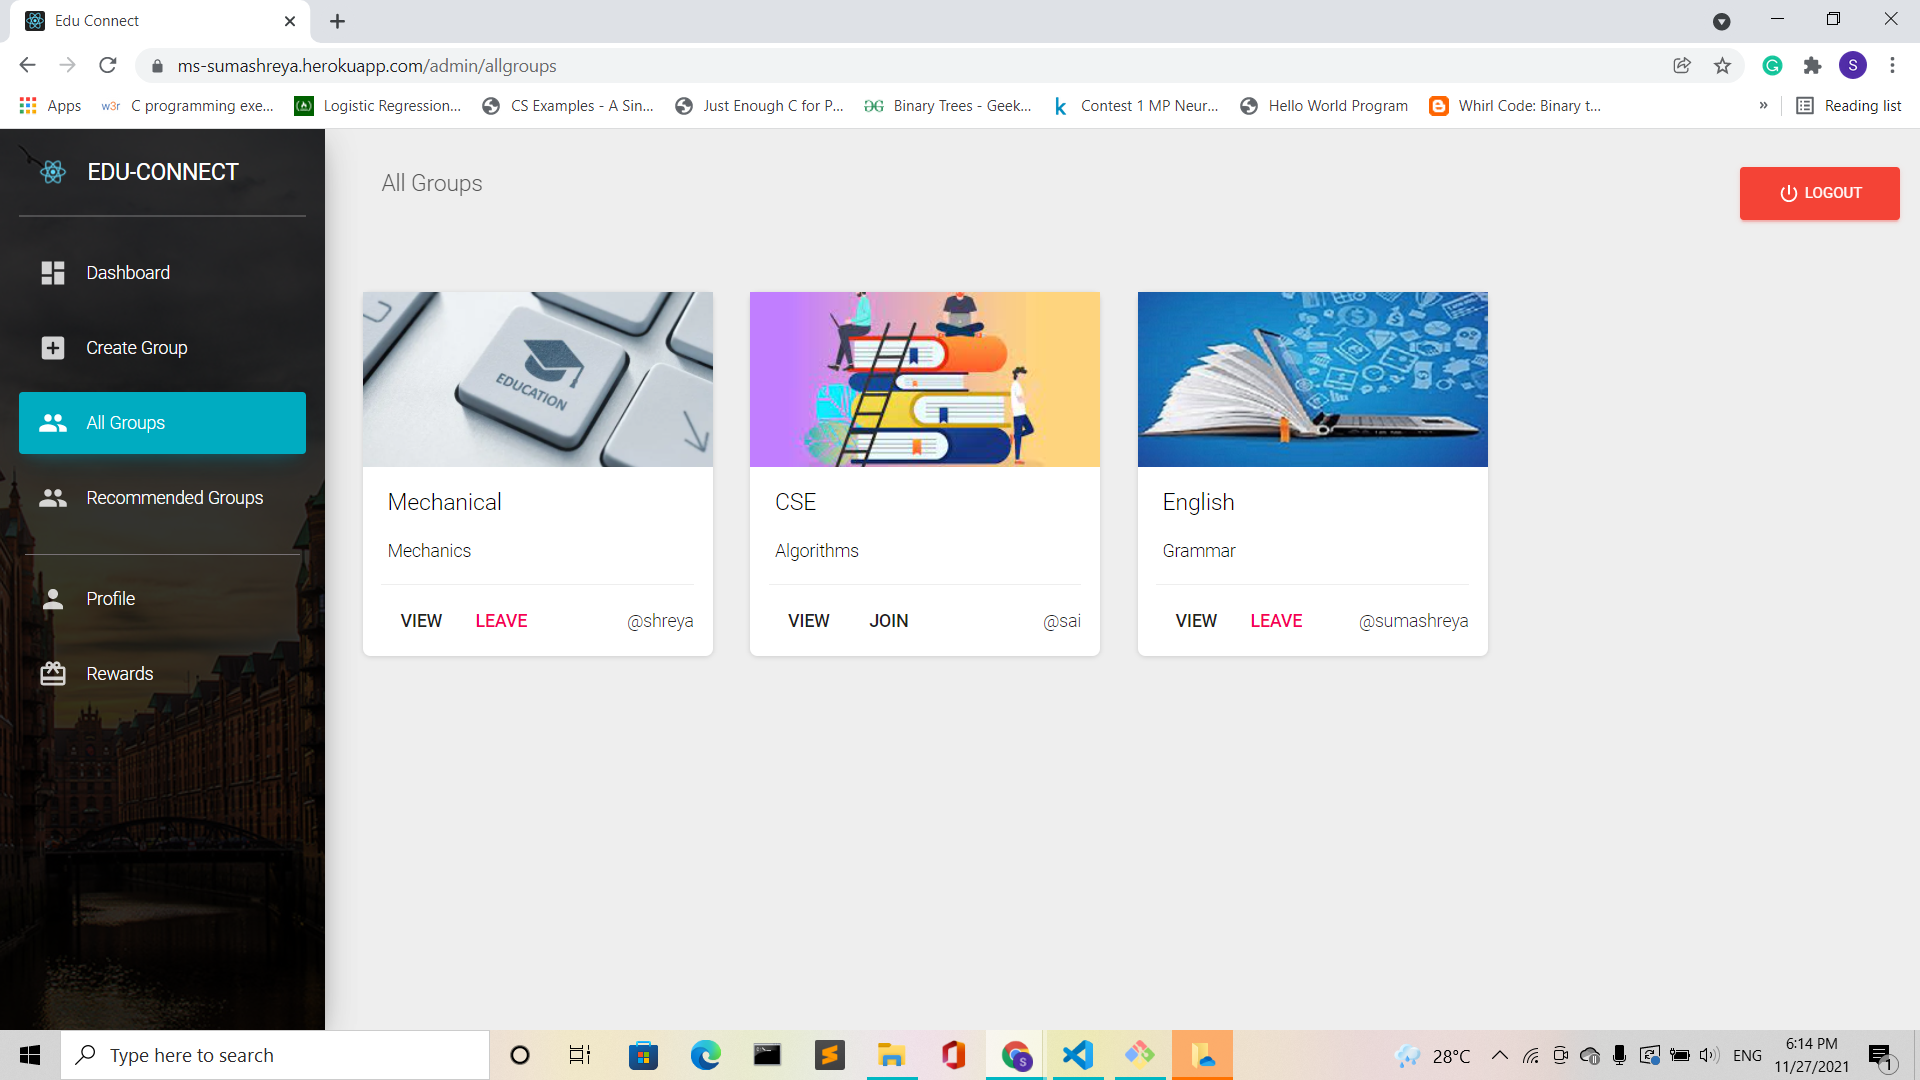 Edu Connect
ms-sumashreya.herokuapp.com/admin/allgroups
S
Apps
w3r C programming exe...
Logistic Regression...
CS Examples - A Sin...
Just Enough C for P...
Binary Trees - Geek...
k Contest 1 MP Neur...
Hello World Program
Whirl Code: Binary t...
»
Reading list
EDU-CONNECT
Dashboard
Create Group
All Groups
Recommended Groups
Profile
Rewards
All Groups
LOGOUT
EDUCATION
Mechanical
Mechanics
VIEW LEAVE @shreya
CSE
Algorithms
VIEW JOIN @sai
English
Grammar
VIEW LEAVE @sumashreya
Type here to search
S
28°C
ENG
6:14 PM
11/27/2021
1